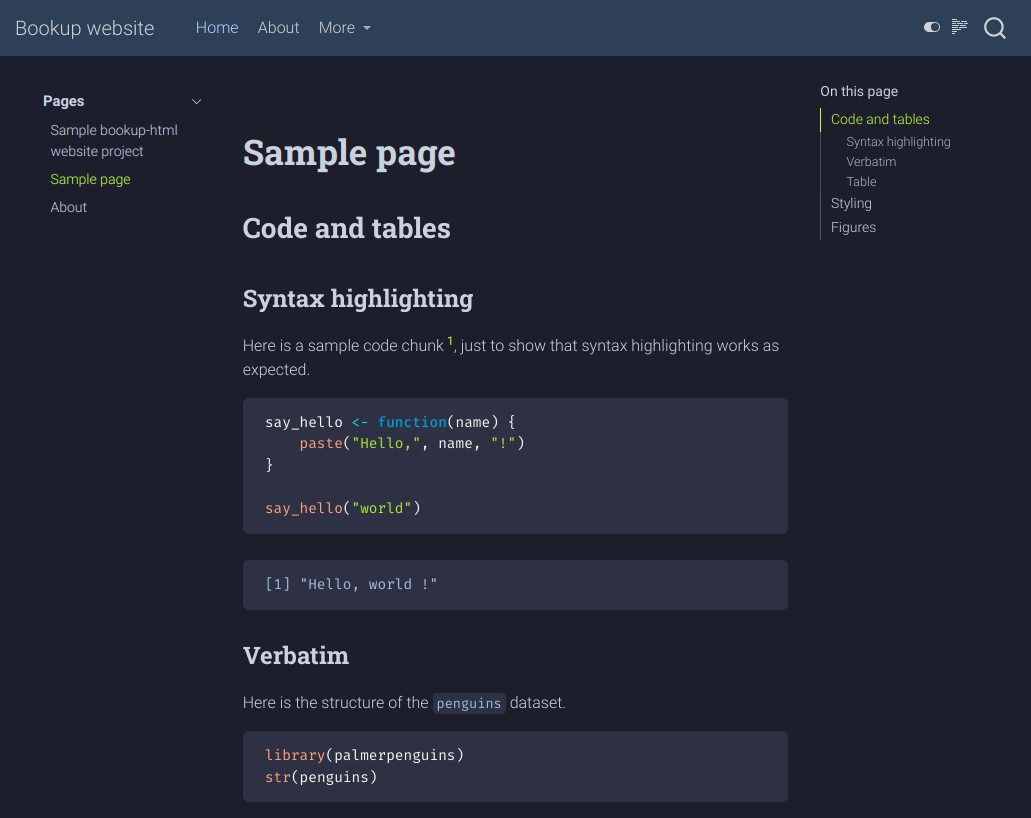 Bookup website
Home
About
More
Pages
Sample bookup-html
website project
Sample page
About
Sample page
Code and tables
Syntax highlighting
Here is a sample code chunk 1, just to show that syntax highlighting works as
expected.
say_hello <- function(name) {
    paste("Hello,", name, "!")
}
say_hello("world")
[1] "Hello, world !"
Verbatim
Here is the structure of the penguins dataset.
library(palmerpenguins)
str(penguins)
On this page
Code and tables
Syntax highlighting
Verbatim
Table
Styling
Figures